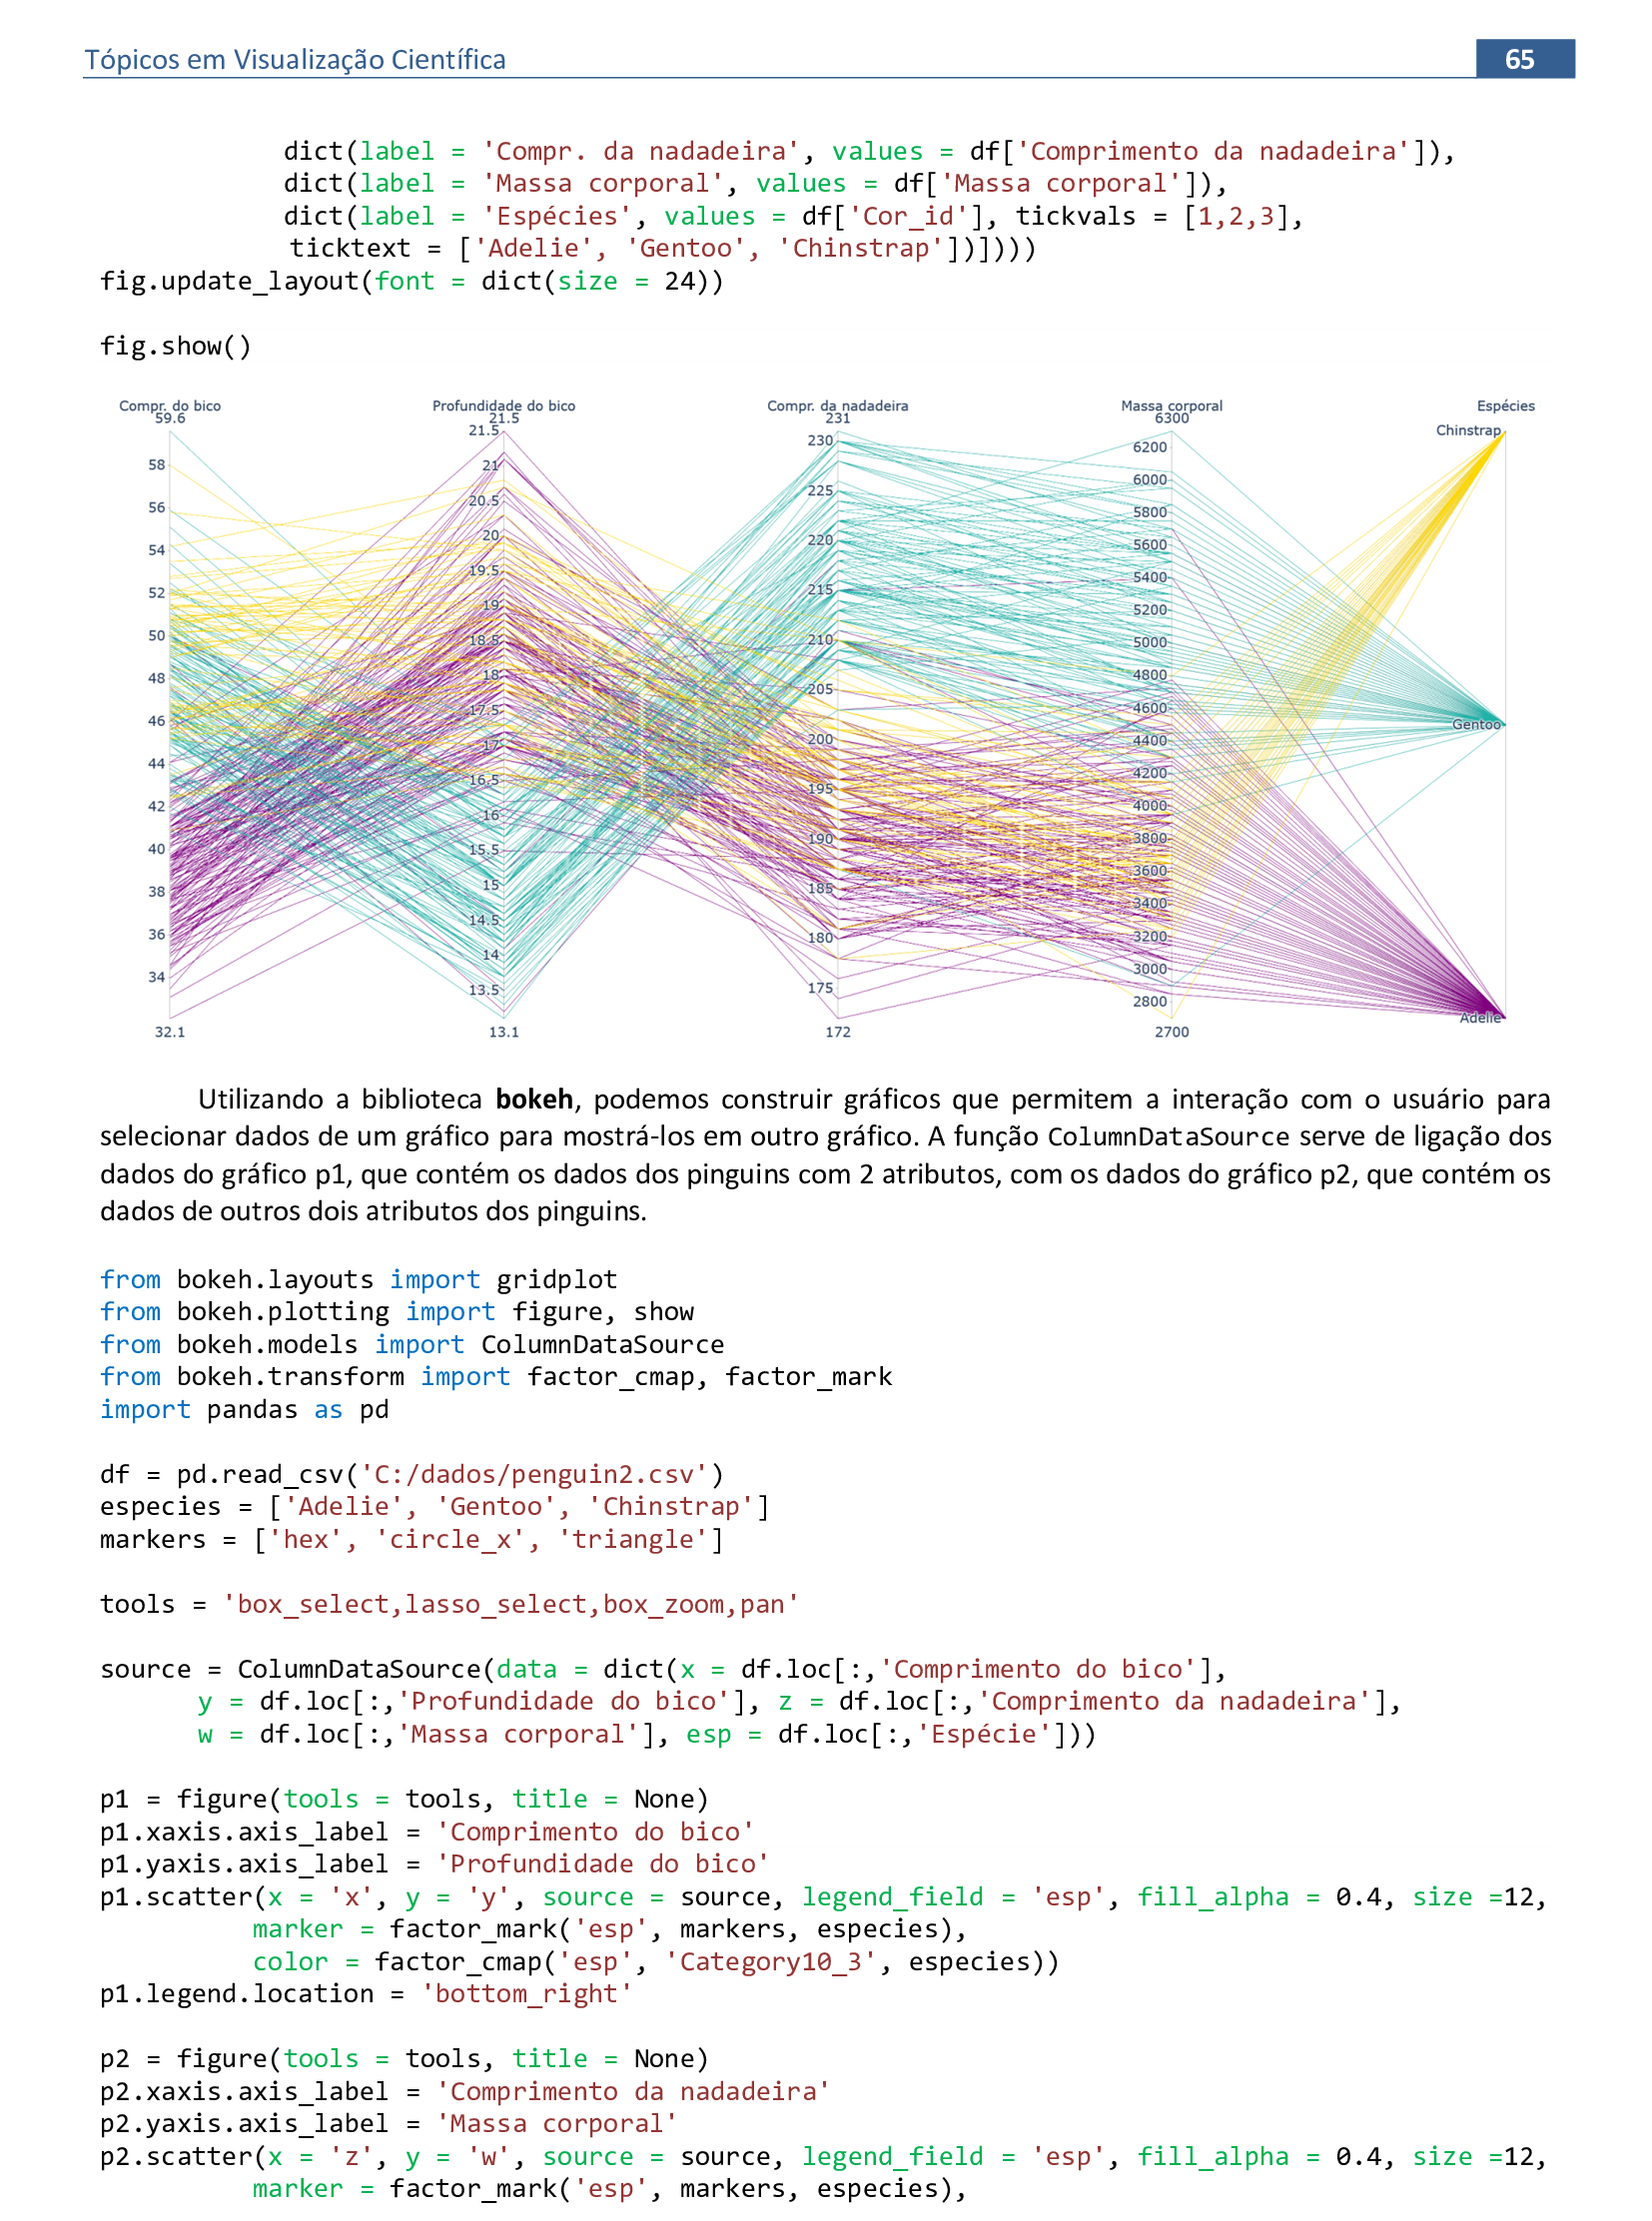 Tópicos em Visualização Científica 65
dict(label = 'Compr. da nadadeira', values = df['Comprimento da nadadeira']),
dict(label = 'Massa corporal', values = df['Massa corporal']),
dict(label = 'Espécies', values = df['Cor_id'], tickvals = [1,2,3],
ticktext = ['Adelie', 'Gentoo', 'Chinstrap'])])))
fig.update_layout(font = dict(size = 24))
fig.show()
Compr. do bico Profundidade do bico Compr. da nadadeira Massa corporal Espécies
59.6 21.5 231 6300
58
56
54
52
50
48
46
44
42
40
38
36
34
32.1
21.5
21
20.5
20
19.5
19
18.5
18
17.5
17
16.5
16
15.5
15
14.5
14
13.5
13.1
230
225
220
215
210
205
200
195
190
185
180
175
172
6200
6000
5800
5600
5400
5200
5000
4800
4600
4400
4200
4000
3800
3600
3400
3200
3000
2800
2700
Chinstrap
Gentoo
Adelie
Utilizando a biblioteca bokeh, podemos construir gráficos que permitem a interação com o usuário para
selecionar dados de um gráfico para mostrá-los em outro gráfico. A função ColumnDataSource serve de ligação dos
dados do gráfico p1, que contém os dados dos pinguins com 2 atributos, com os dados do gráfico p2, que contém os
dados de outros dois atributos dos pinguins.
from bokeh.layouts import gridplot
from bokeh.plotting import figure, show
from bokeh.models import ColumnDataSource
from bokeh.transform import factor_cmap, factor_mark
import pandas as pd
df = pd.read_csv('C:/dados/penguin2.csv')
especies = ['Adelie', 'Gentoo', 'Chinstrap']
markers = ['hex', 'circle_x', 'triangle']
tools = 'box_select,lasso_select,box_zoom,pan'
source = ColumnDataSource(data = dict(x = df.loc[:,'Comprimento do bico'],
y = df.loc[:,'Profundidade do bico'], z = df.loc[:,'Comprimento da nadadeira'],
w = df.loc[:,'Massa corporal'], esp = df.loc[:,'Espécie']))
p1 = figure(tools = tools, title = None)
p1.xaxis.axis_label = 'Comprimento do bico'
p1.yaxis.axis_label = 'Profundidade do bico'
p1.scatter(x = 'x', y = 'y', source = source, legend_field = 'esp', fill_alpha = 0.4, size =12,
marker = factor_mark('esp', markers, especies),
color = factor_cmap('esp', 'Category10_3', especies))
p1.legend.location = 'bottom_right'
p2 = figure(tools = tools, title = None)
p2.xaxis.axis_label = 'Comprimento da nadadeira'
p2.yaxis.axis_label = 'Massa corporal'
p2.scatter(x = 'z', y = 'w', source = source, legend_field = 'esp', fill_alpha = 0.4, size =12,
marker = factor_mark('esp', markers, especies),